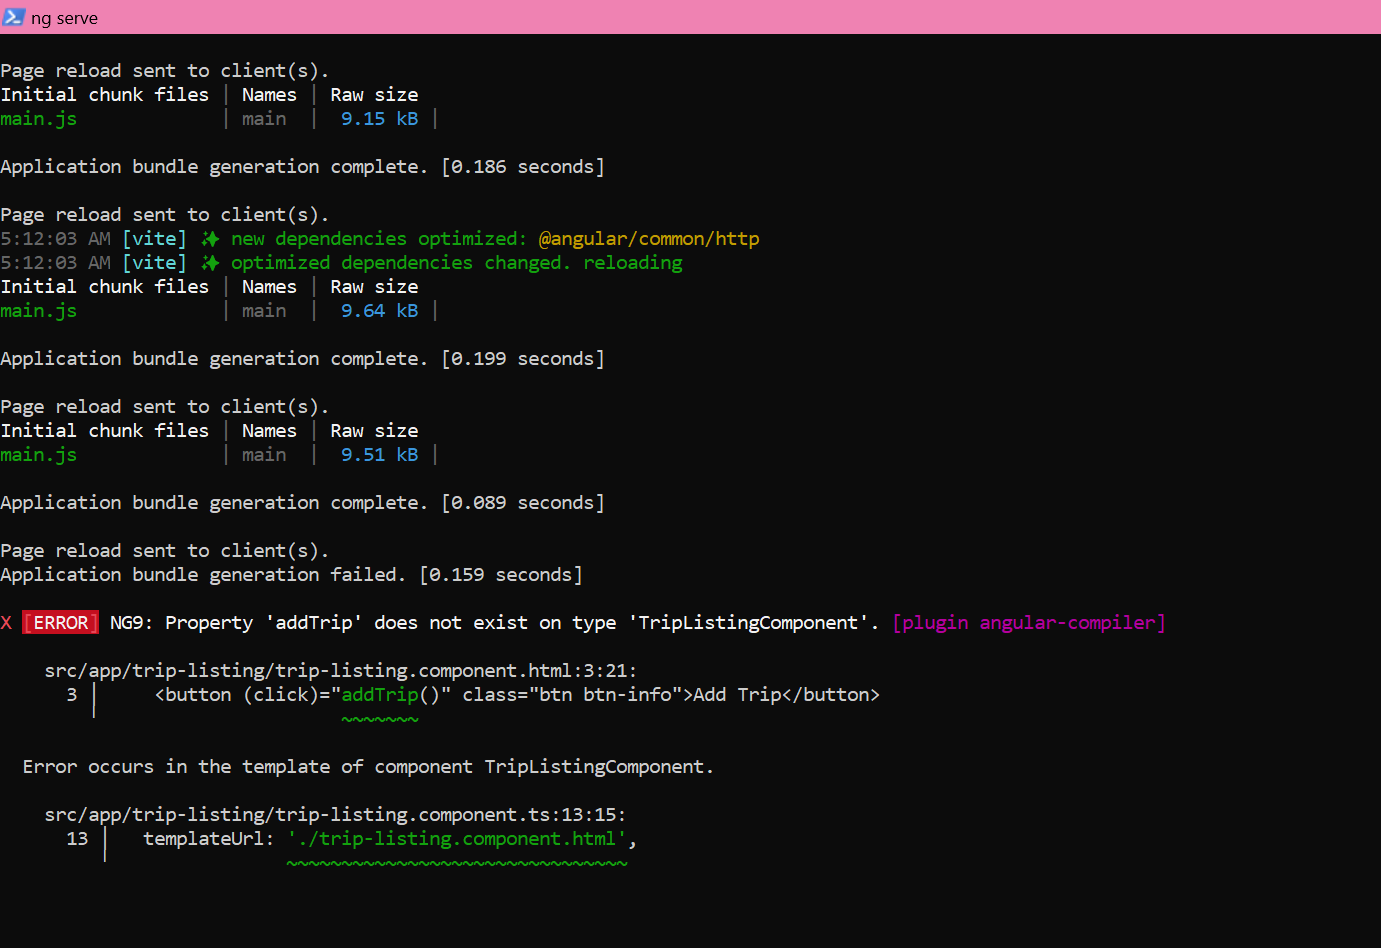 ng serve
Page reload sent to client(s).
Initial chunk files | Names | Raw size
main.js | main | 9.15 kB |
Application bundle generation complete. [0.186 seconds]
Page reload sent to client(s).
5:12:03 AM [vite] ✨ new dependencies optimized: @angular/common/http
5:12:03 AM [vite] ✨ optimized dependencies changed. reloading
Initial chunk files | Names | Raw size
main.js | main | 9.64 kB |
Application bundle generation complete. [0.199 seconds]
Page reload sent to client(s).
Initial chunk files | Names | Raw size
main.js | main | 9.51 kB |
Application bundle generation complete. [0.089 seconds]
Page reload sent to client(s).
Application bundle generation failed. [0.159 seconds]
X [ERROR] NG9: Property 'addTrip' does not exist on type 'TripListingComponent'. [plugin angular-compiler]
src/app/trip-listing/trip-listing.component.html:3:21:
3 │ <button (click)="addTrip()" class="btn btn-info">Add Trip</button>
~~~~~~~
Error occurs in the template of component TripListingComponent.
src/app/trip-listing/trip-listing.component.ts:13:15:
13 │ templateUrl: './trip-listing.component.html',
~~~~~~~~~~~~~~~~~~~~~~~~~~~~~~~